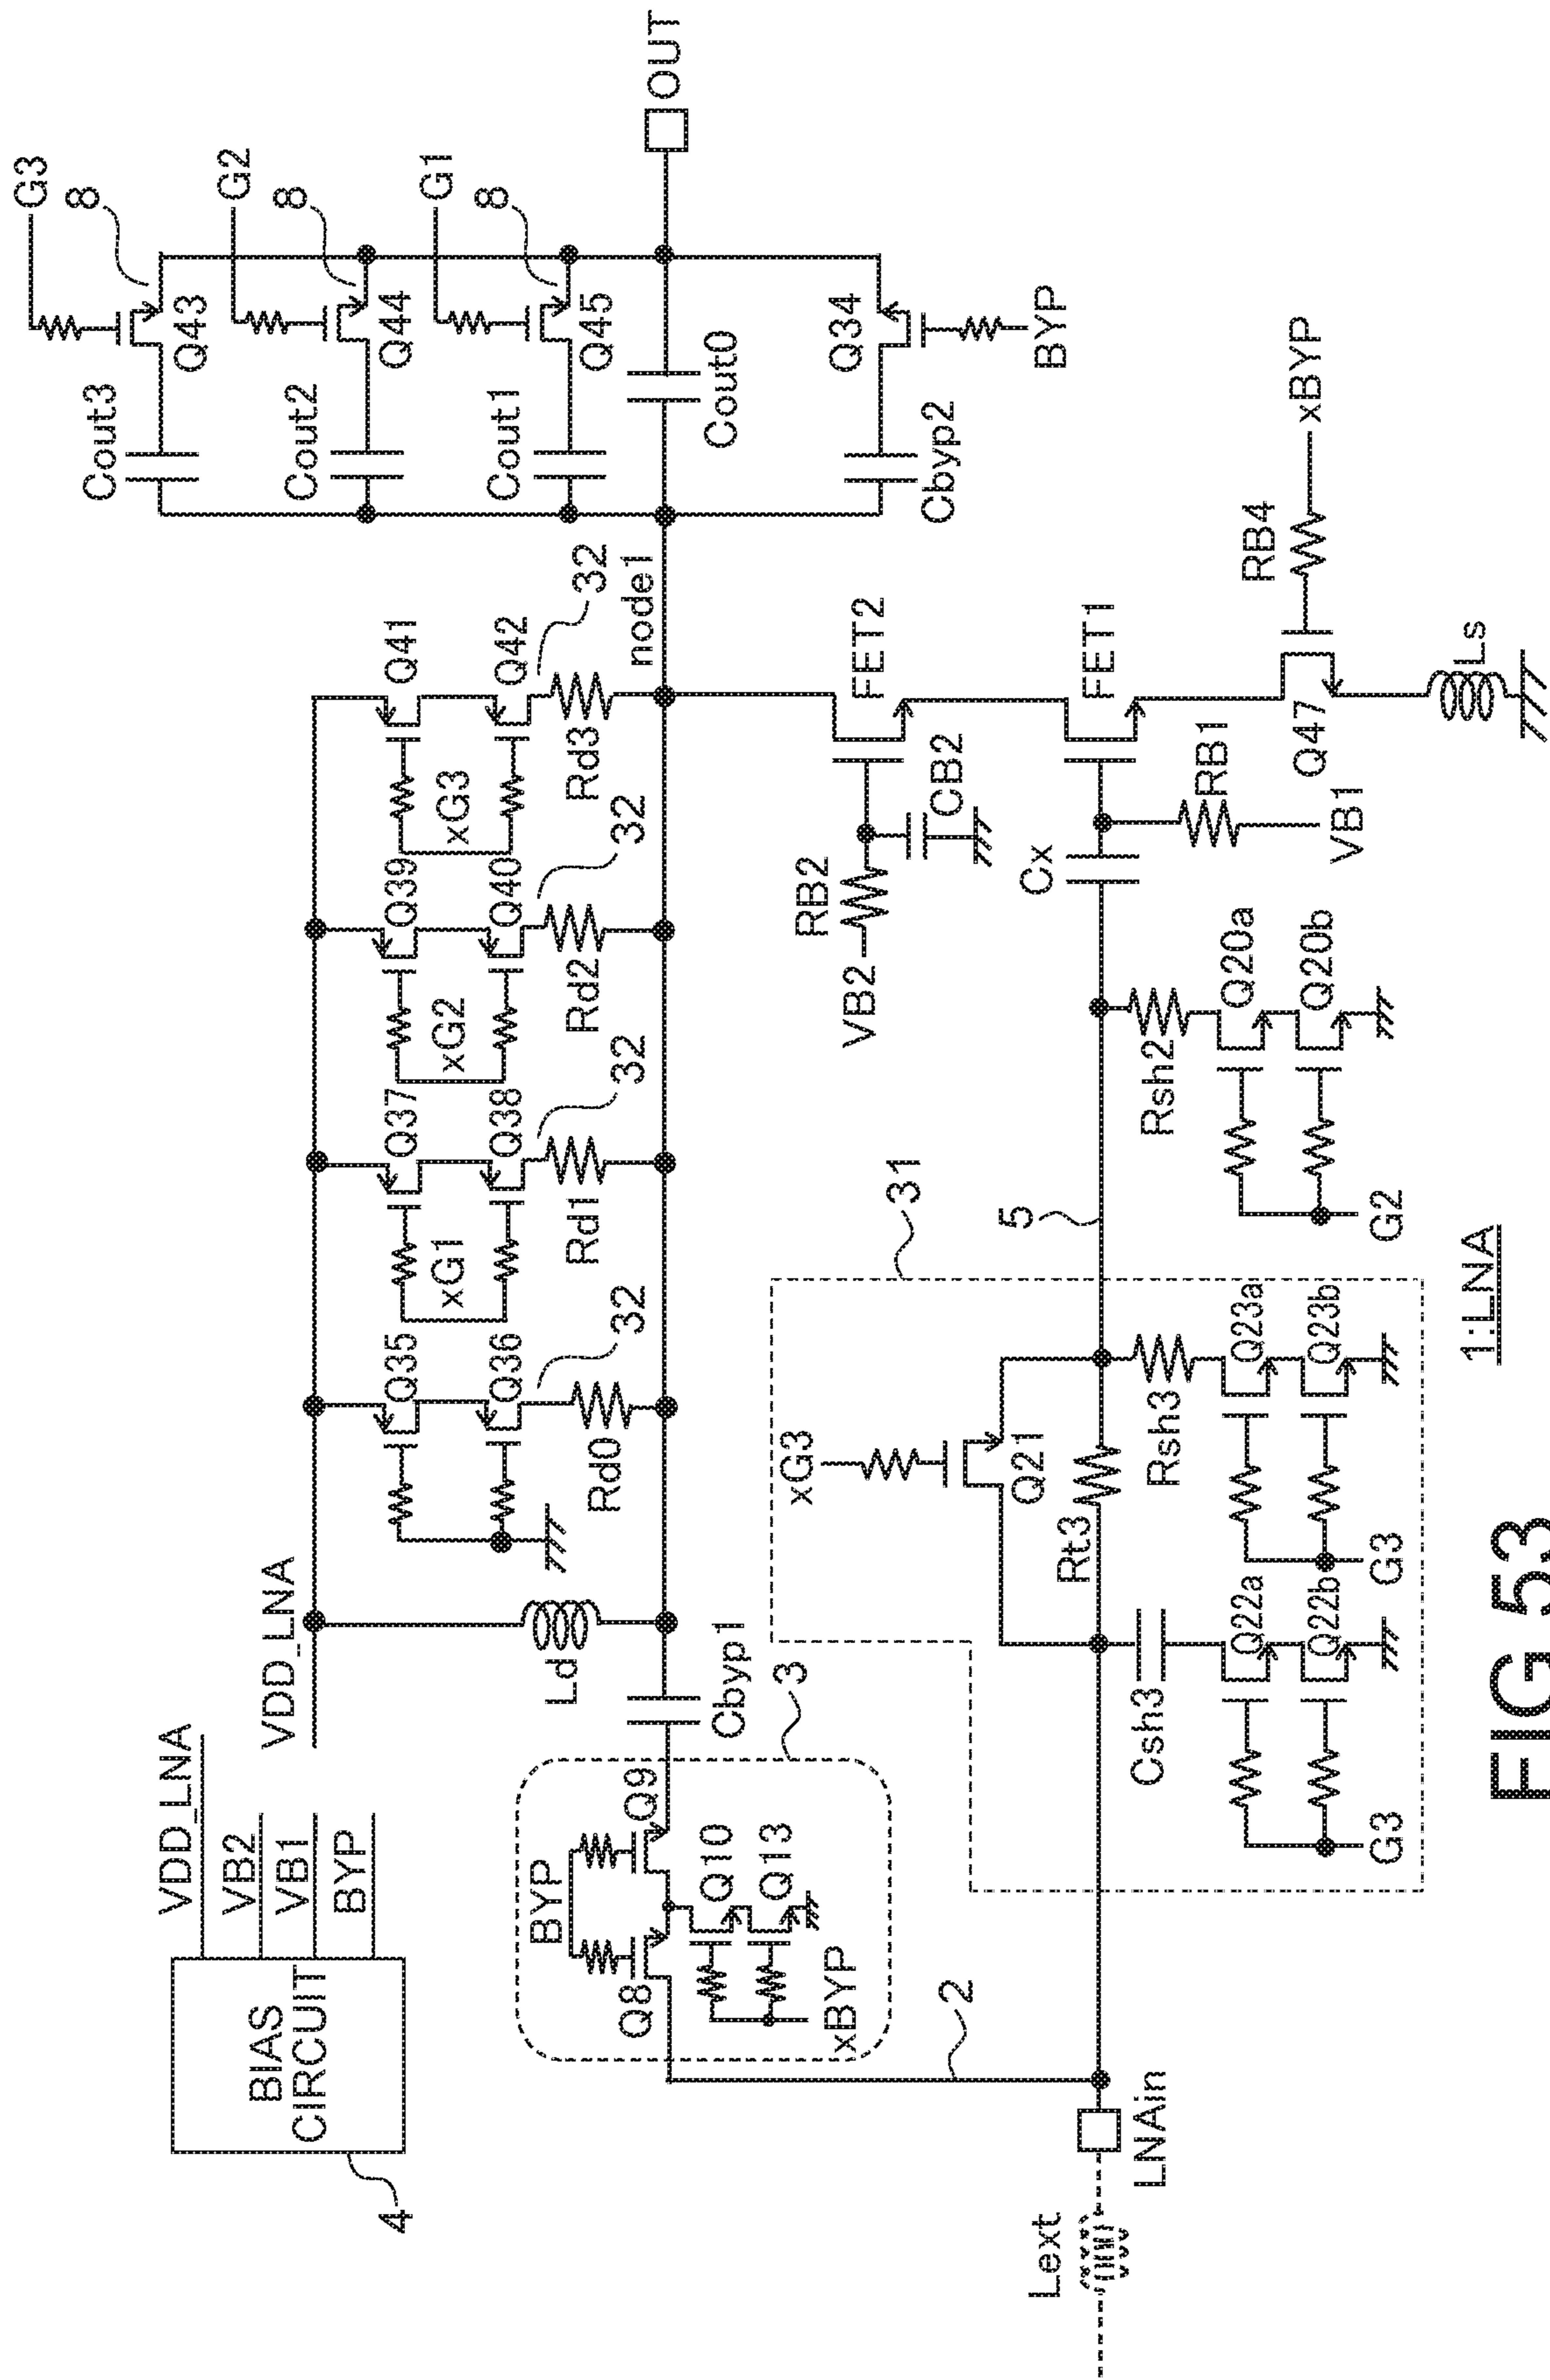 G3
8
Q43
Cout3
G2
8
Q44
Cout2
G1
8
Q45
Cout1
OUT
Cout0
Q34
Cbyp2
BYP
VDD_LNA
VB2
VB1
BYP
BIAS
CIRCUIT
4
VDD_LNA
Ld
Q35
Q36
Rd0
32
Q37
xG1
Q38
Rd1
32
Q39
xG2
Q40
Rd2
32
Q41
xG3
Q42
Rd3
32
node1
BYP
Q8
Q9
Q10
Q13
xBYP
3
Cbyp1
2
FET2
RB2
VB2
CB2
FET1
Cx
RB1
VB1
RB4
xBYP
Q47
Ls
31
5
xG3
Q21
Rt3
Csh3
Q22a
Q22b
G3
Rsh3
Q23a
Q23b
G3
Rsh2
Q20a
Q20b
G2
Lext
LNAin
1:LNA
FIG 53